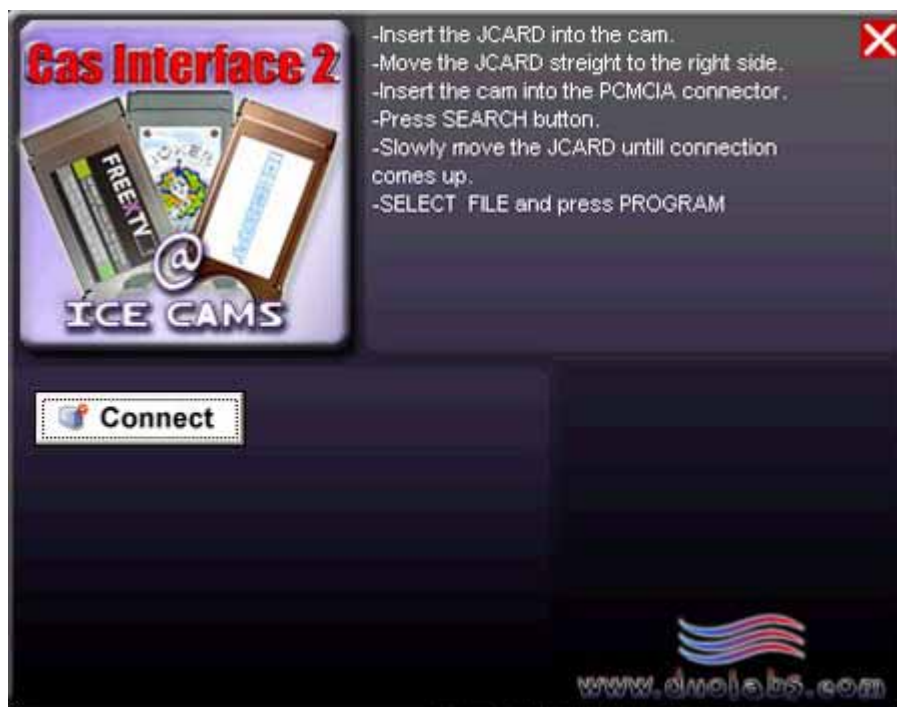 Cas Interface 2
FREEXTV
JOKER
@
ICE CAMS
-Insert the JCARD into the cam.
-Move the JCARD streight to the right side.
-Insert the cam into the PCMCIA connector.
-Press SEARCH button.
-Slowly move the JCARD untill connection
comes up.
-SELECT FILE and press PROGRAM
Connect
www.duolabs.com